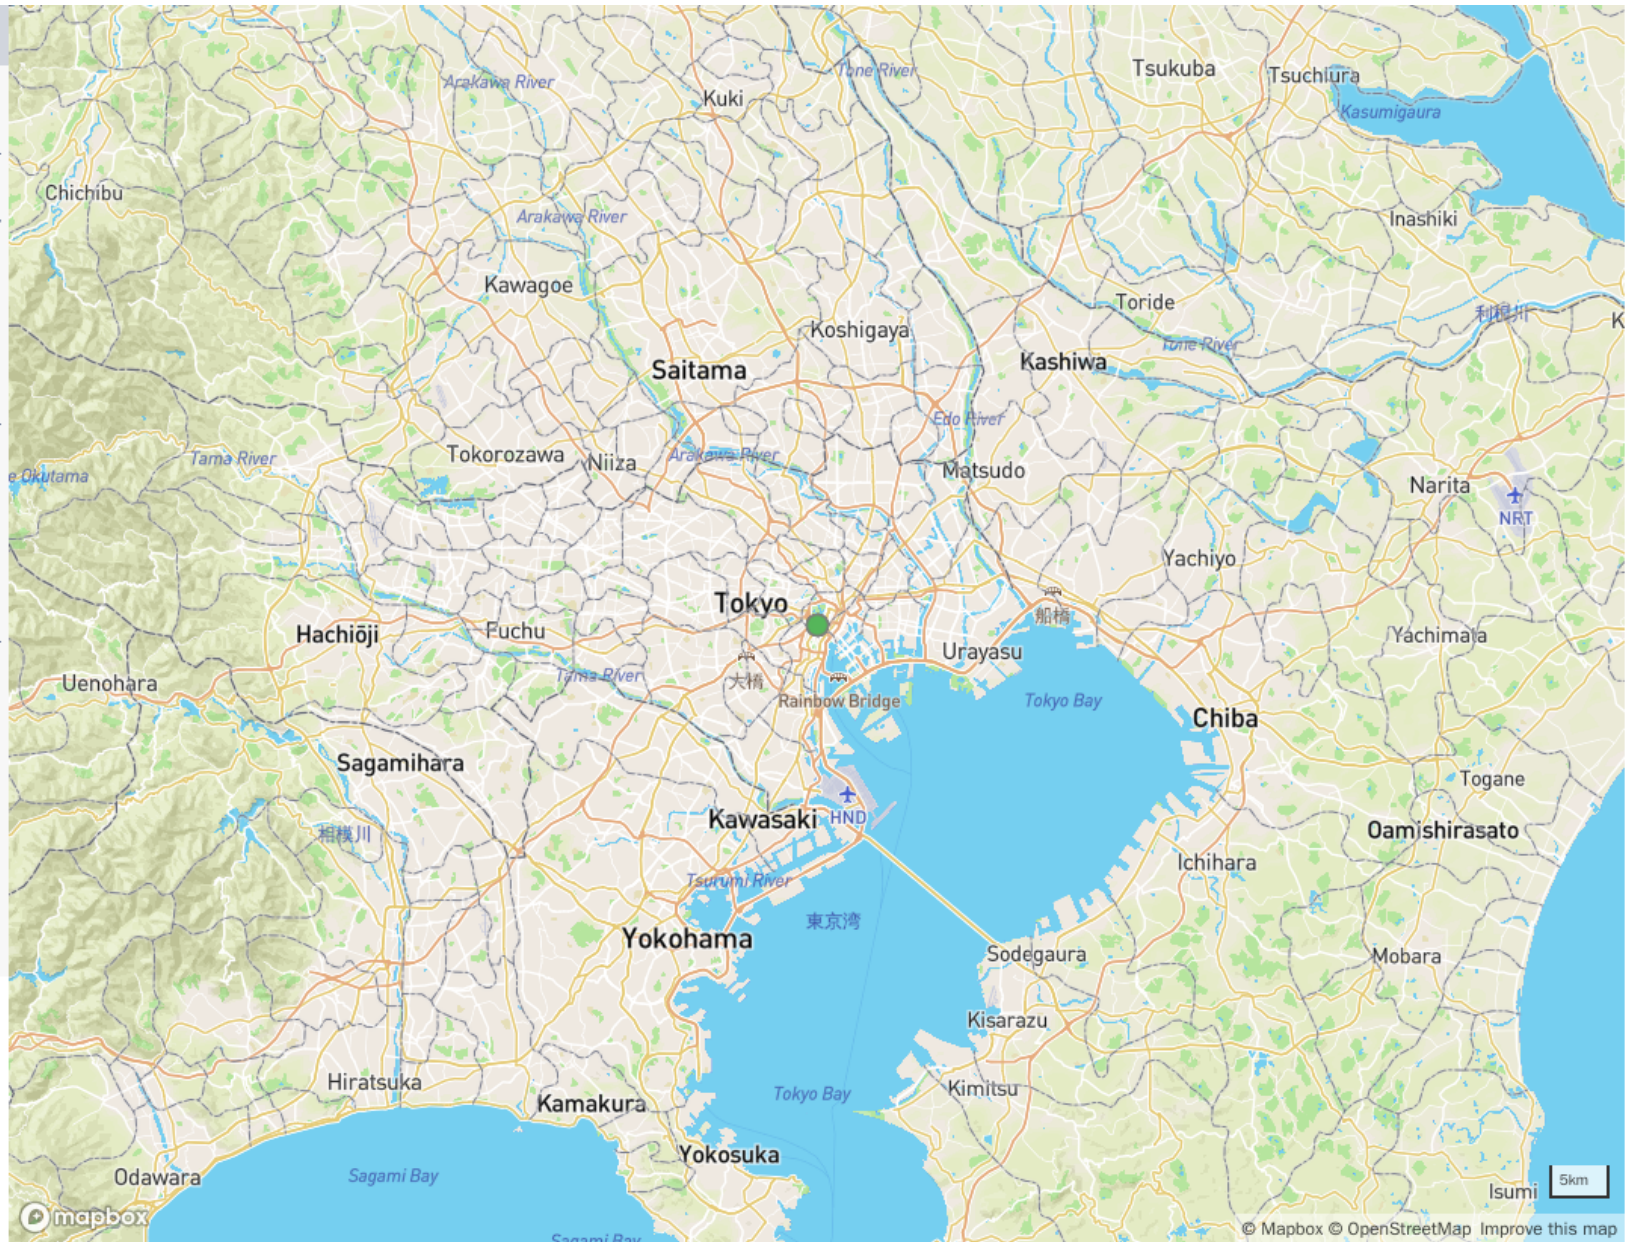 Arakawa River
Tone River
Tsukuba
Tsuchiura
Kuki
Kasumigaura
Chichibu
Arakawa River
Inashiki
Kawagoe
Toride
利根川
K
Koshigaya
Tone River
Saitama
Kashiwa
Edo River
Tokorozawa
Niiza
Arakawa River
Tama River
Matsudo
e Okutama
Narita
NRT
Yachiyo
Tokyo
船橋
Hachiōji
Fuchu
Yachimata
Urayasu
Tama River
大橋
Uenohara
Rainbow Bridge
Tokyo Bay
Chiba
Sagamihara
Togane
Kawasaki
HND
相模川
Oamishirasato
Ichihara
Tsurumi River
東京湾
Yokohama
Sodegaura
Mobara
Kisarazu
Hiratsuka
Kimitsu
Tokyo Bay
Kamakura
Yokosuka
Odawara
Sagami Bay
5km
Isumi
mapbox
© Mapbox © OpenStreetMap Improve this map
Sagami Bay